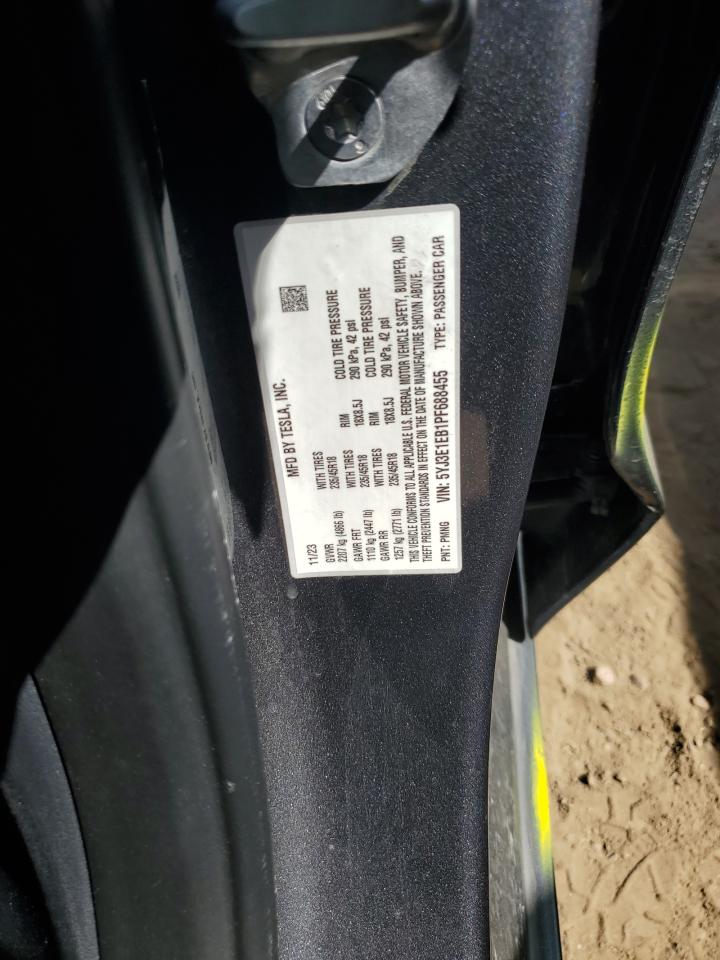 MFD BY TESLA, INC.
11/23
GVWR WITH TIRES RIM COLD TIRE PRESSURE
2207 kg (4866 lb) 235/45R18 18X8.5J 290 kPa, 42 psi
GAWR FRT WITH TIRES RIM COLD TIRE PRESSURE
1110 kg (2447 lb) 235/45R18 18X8.5J 290 kPa, 42 psi
GAWR RR
1257 kg (2771 lb)
THIS VEHICLE CONFORMS TO ALL APPLICABLE U.S. FEDERAL MOTOR VEHICLE SAFETY, BUMPER, AND
THEFT PREVENTION STANDARDS IN EFFECT ON THE DATE OF MANUFACTURE SHOWN ABOVE.
PNT: PMNG VIN: 5YJ3E1EB1PF688455 TYPE: PASSENGER CAR